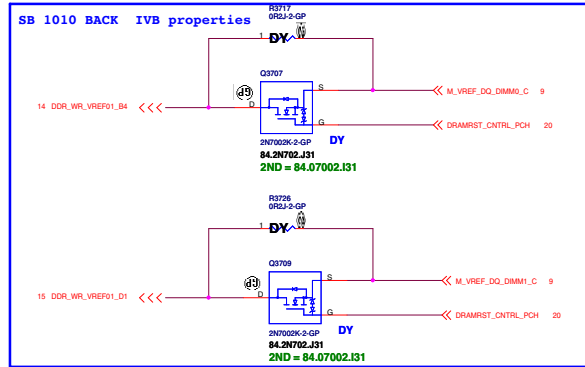 SB 1010 BACK IVB properties
R3717
0R2J-2-GP
1
DY
Q3707
GP
S
M_VREF_DQ_DIMM0_C 9
14 DDR_WR_VREF01_B4
D
G
DRAMRST_CNTRL_PCH 20
2N7002K-2-GP
DY
84.2N702.J31
2ND = 84.07002.I31
R3726
0R2J-2-GP
1
DY
Q3709
GP
S
M_VREF_DQ_DIMM1_C 9
15 DDR_WR_VREF01_D1
D
G
DRAMRST_CNTRL_PCH 20
2N7002K-2-GP
DY
84.2N702.J31
2ND = 84.07002.I31